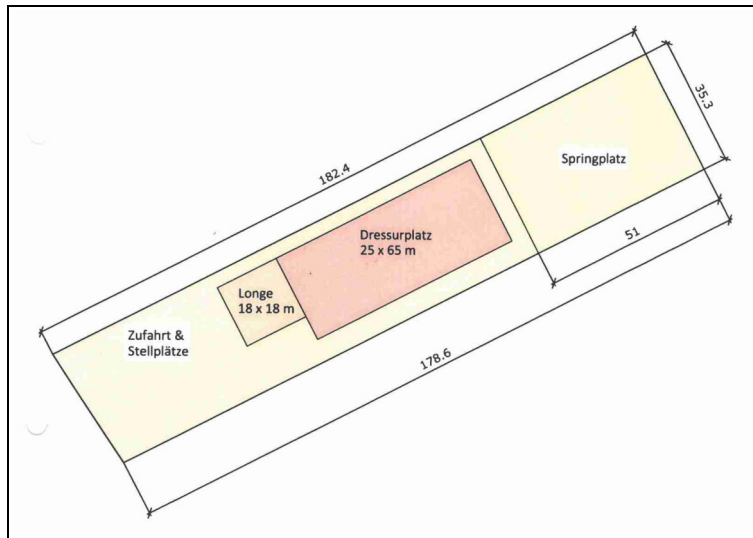 35.3
182.4
Springplatz
Dressurplatz
25 x 65 m
51
Longe
18 x 18 m
Zufahrt &
Stellplätze
178.6